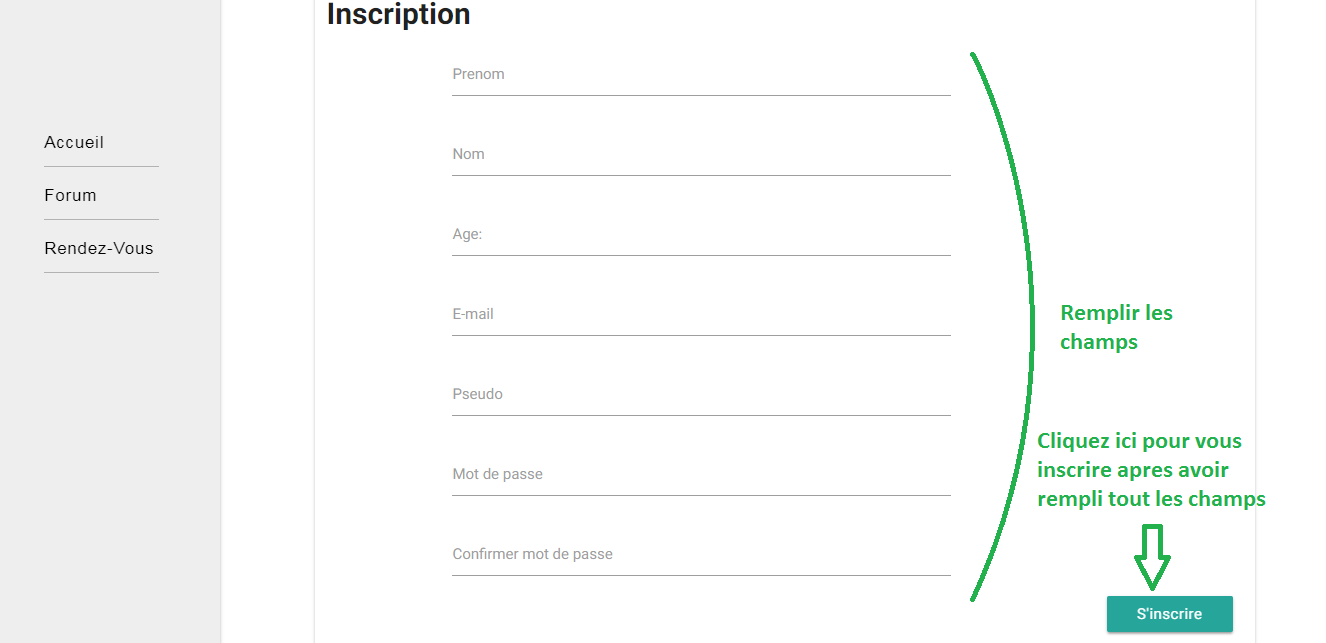 Inscription
Accueil
Forum
Rendez-Vous
Prenom
Nom
Age:
E-mail
Pseudo
Mot de passe
Confirmer mot de passe
Remplir les
champs
Cliquez ici pour vous
inscrire apres avoir
rempli tout les champs
S'inscrire